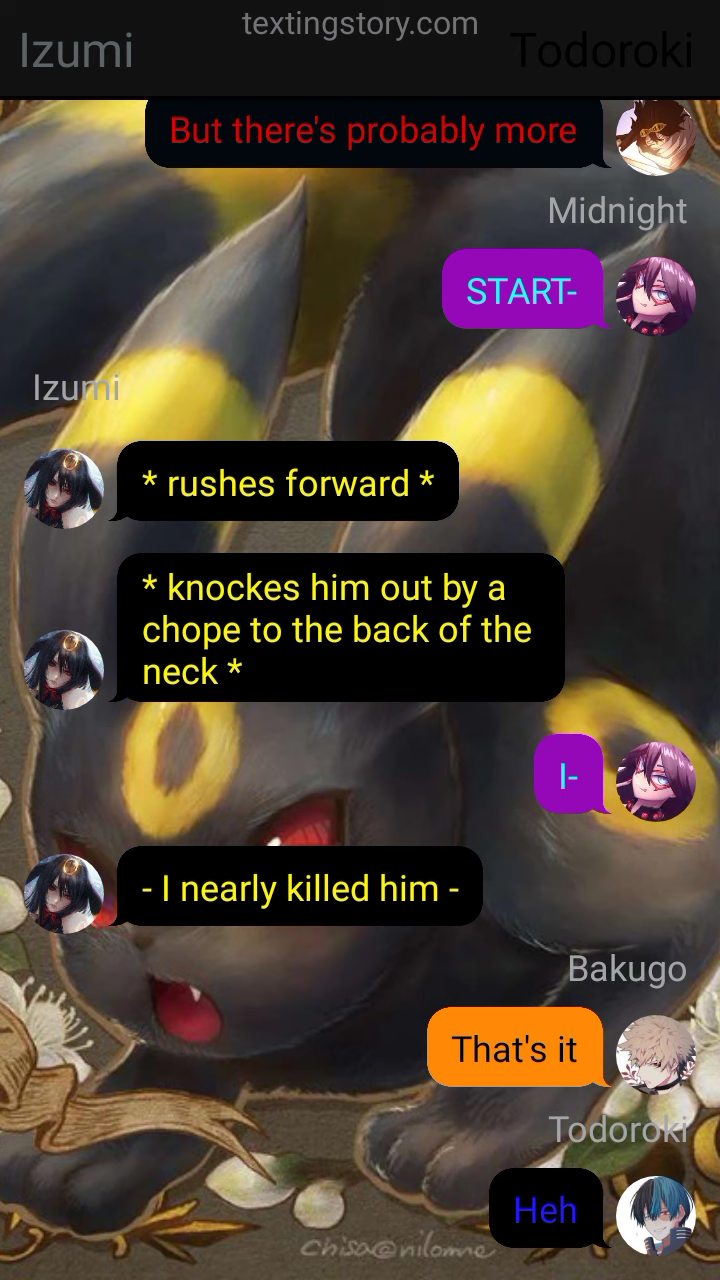 textingstory.com
Izumi
Todoroki
But there's probably more
Midnight
START-
Izumi
* rushes forward *
* knockes him out by a
chope to the back of the
neck *
I-
- I nearly killed him -
Bakugo
That's it
Todoroki
Heh
chisa@nilome